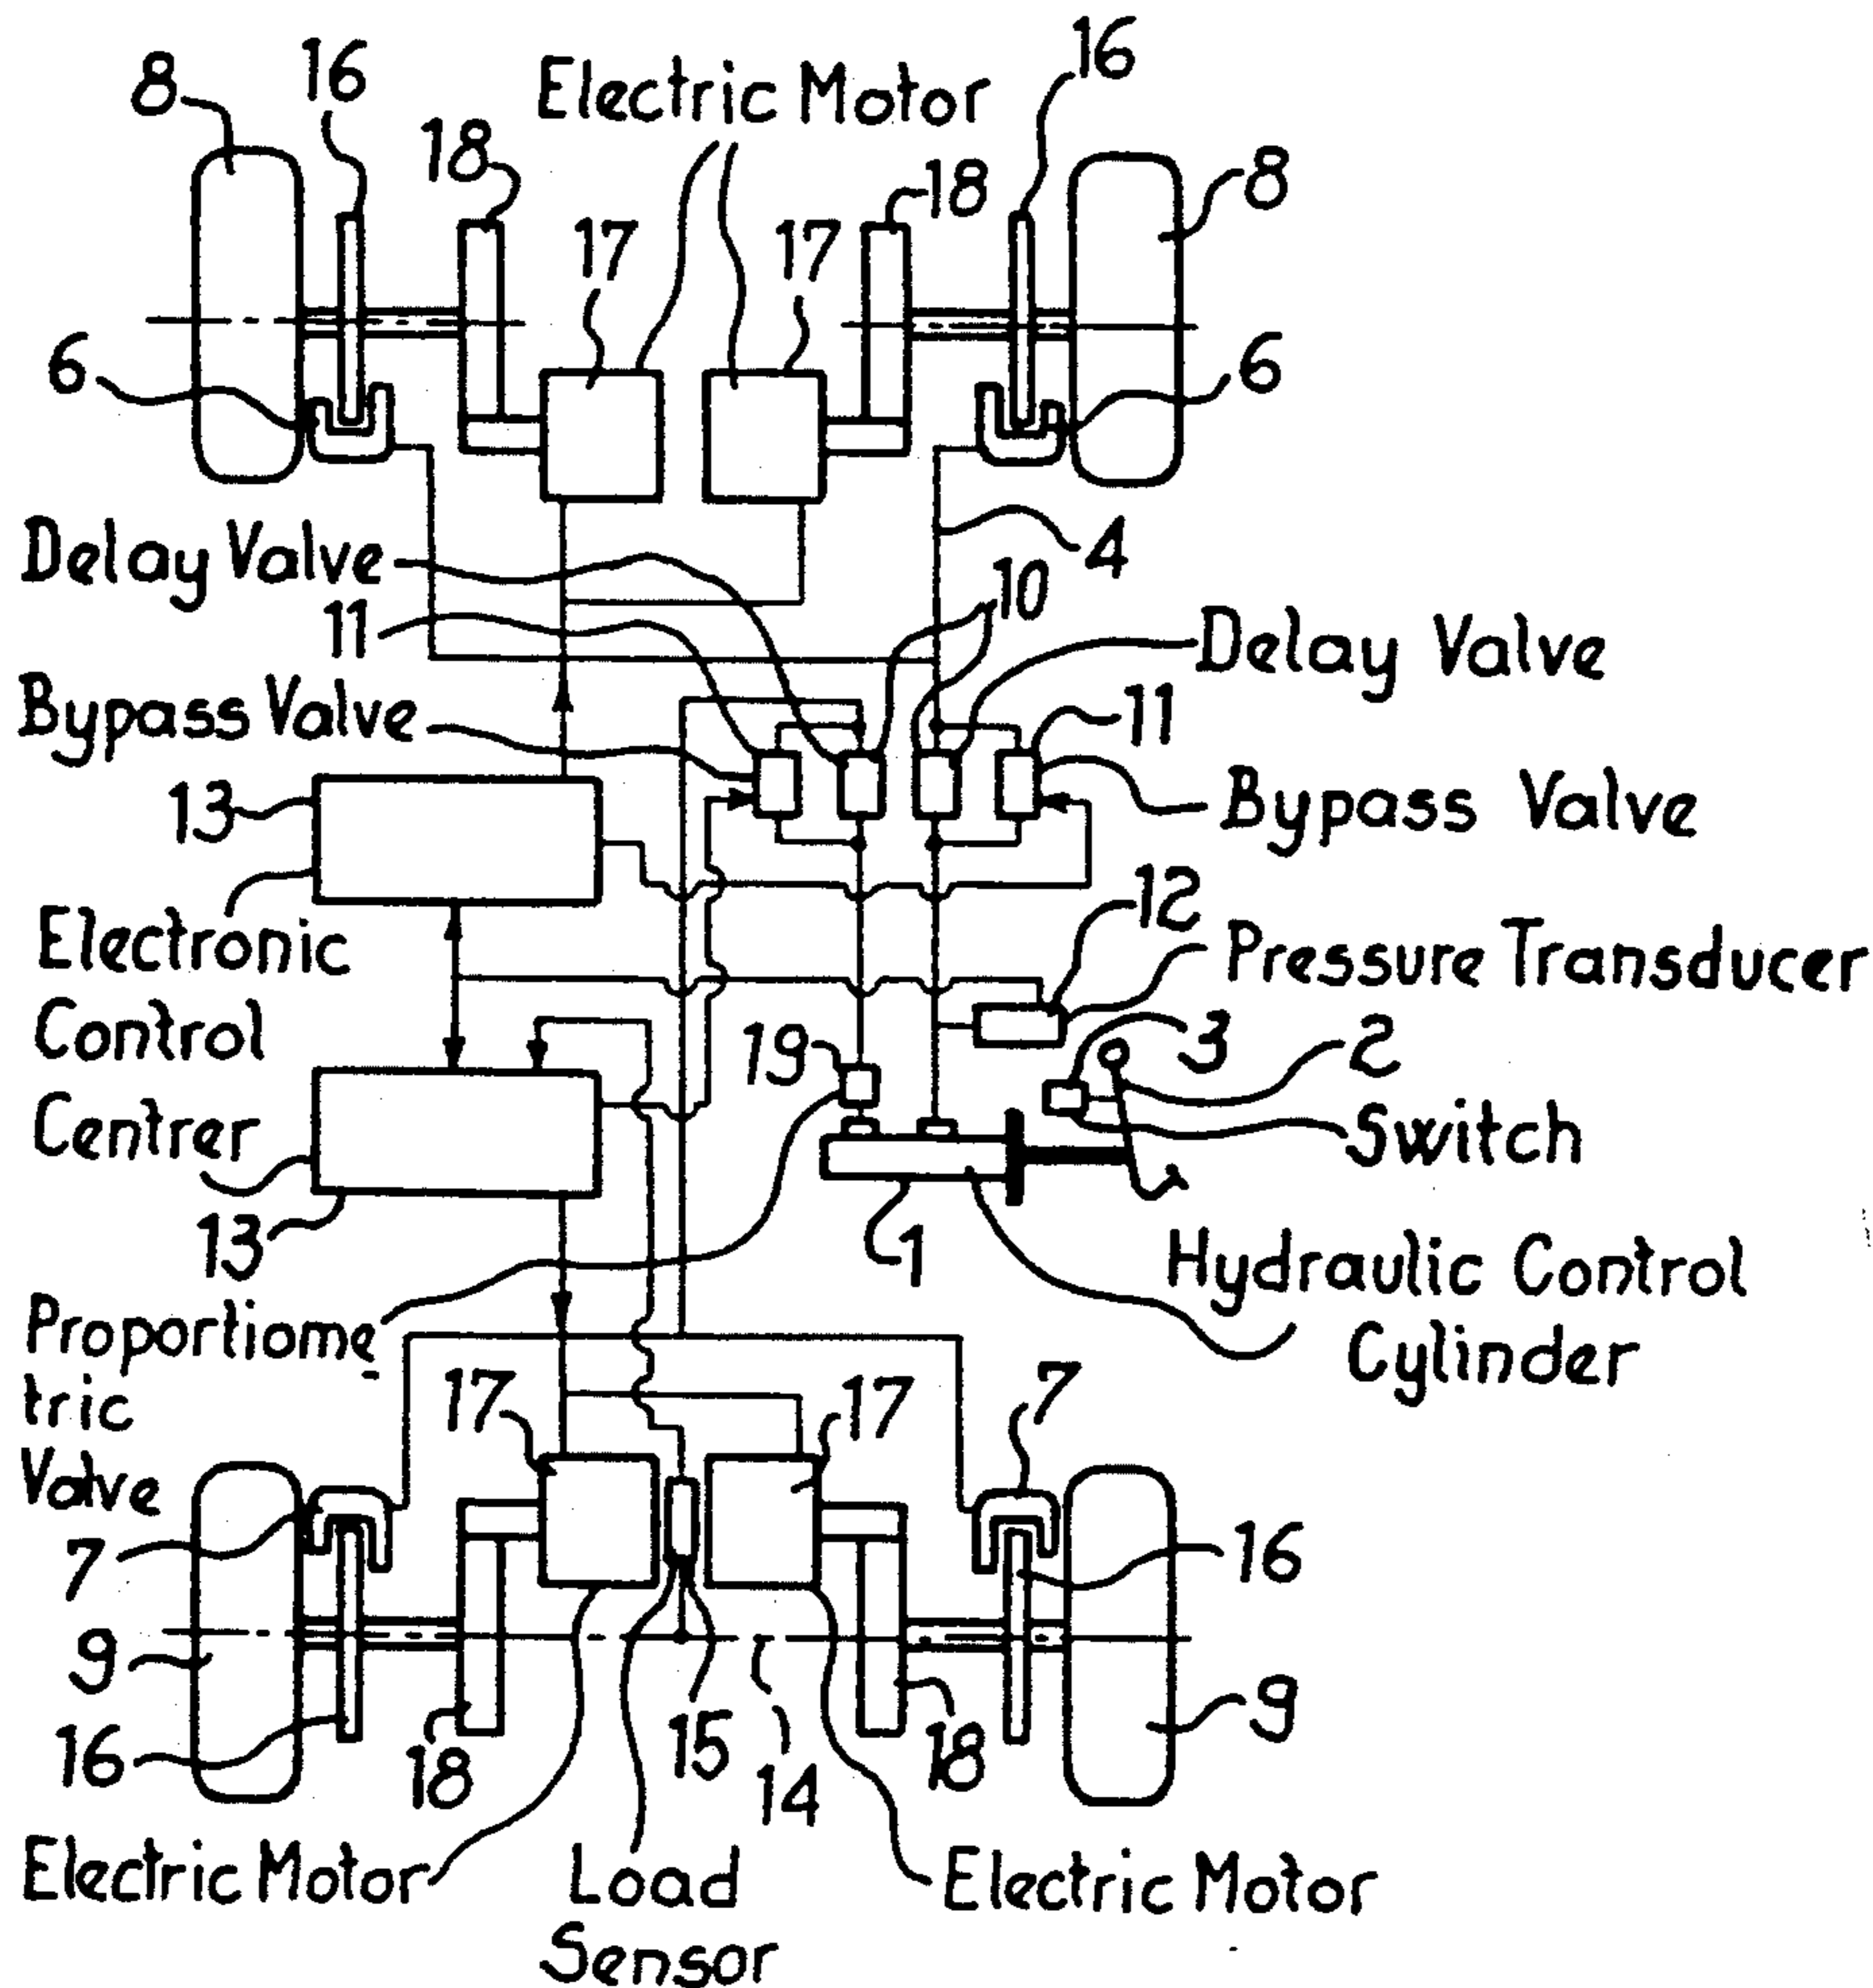 8
16
Electric Motor
16
18
18
8
17
17
6
6
Delay Valve
4
10
11
Delay Valve
Bypass Valve
11
13
Bypass Valve
12
Electronic
Control
Centrer
Pressure Transducer
19
3
2
Switch
13
1
Hydraulic Control
Cylinder
Proportiome
tric
Valve
17
17
7
7
16
9
9
16
18
15
14
18
Electric Motor
Load
Sensor
Electric Motor